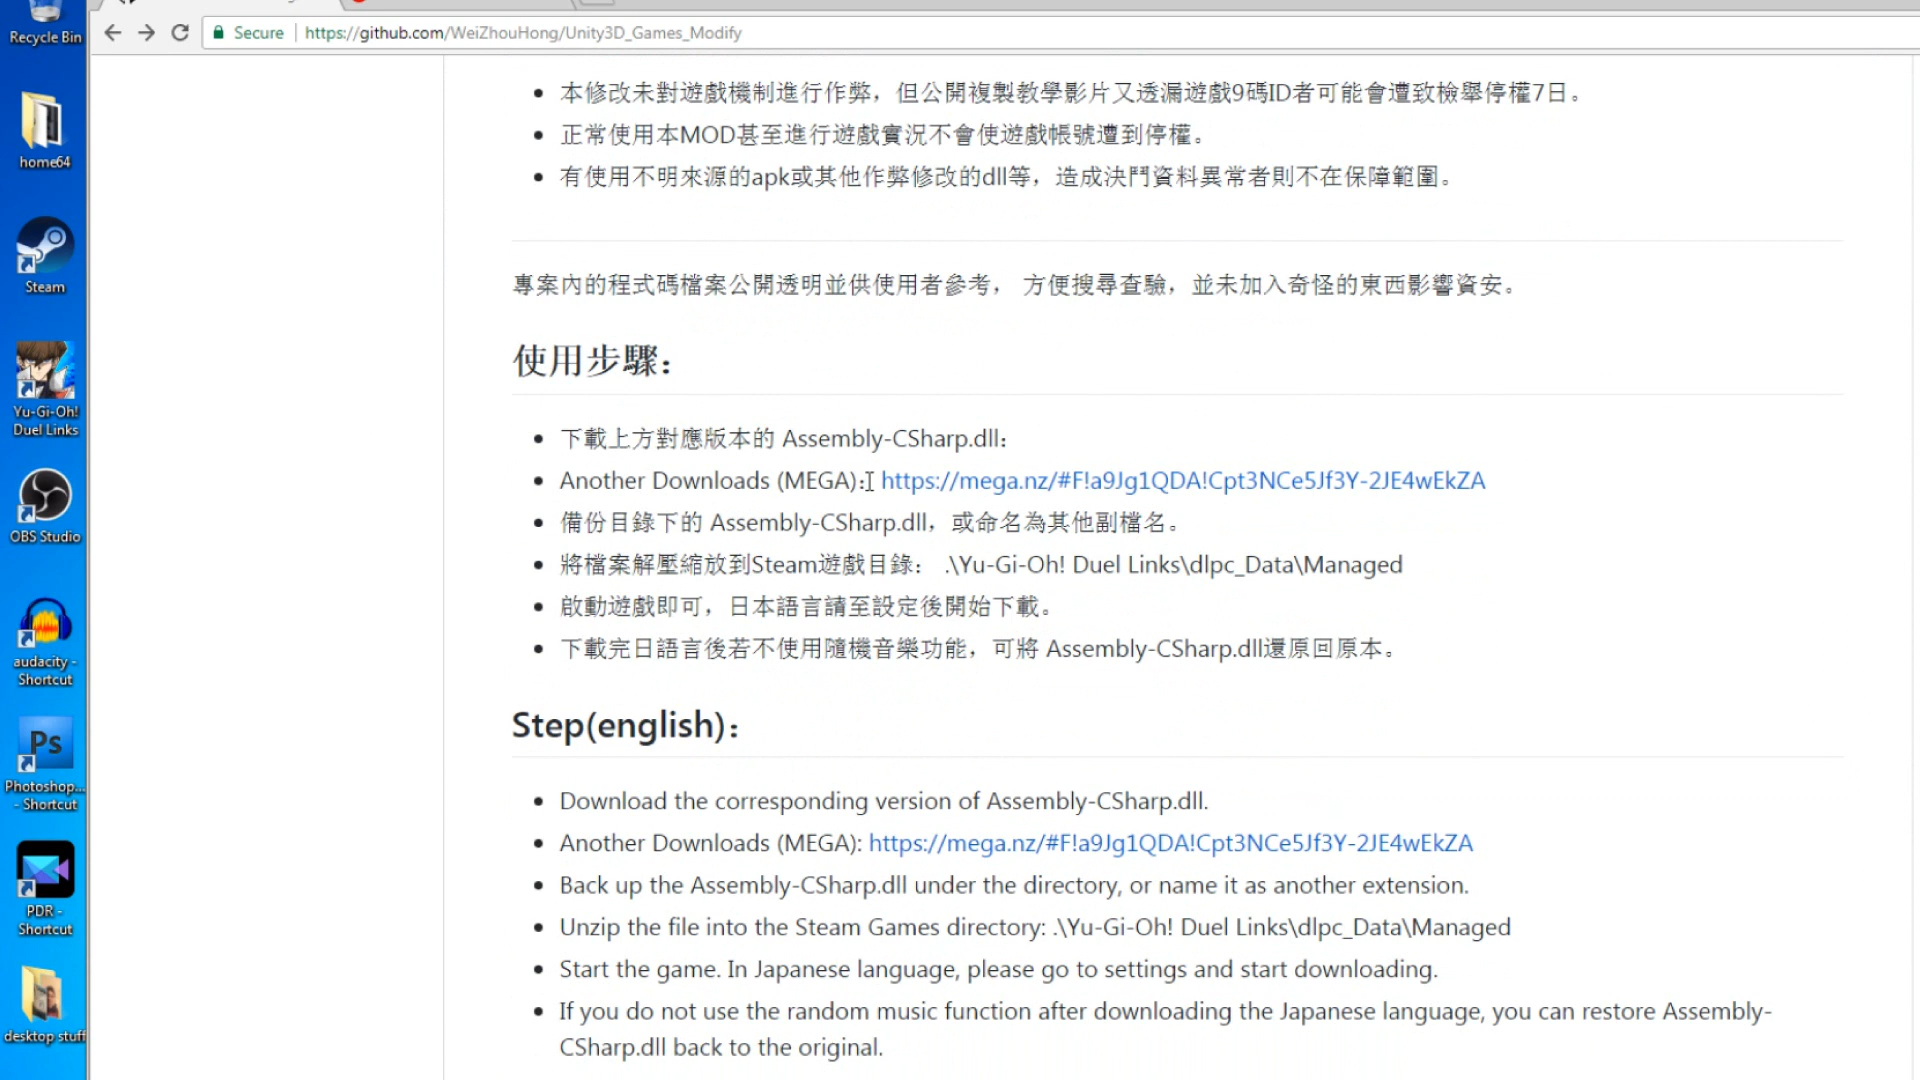 Recycle Bin
home64
Steam
Yu-Gi-Oh!
Duel Links
OBS Studio
audacity -
Shortcut
Ps
Photoshop...
- Shortcut
PDR -
Shortcut
desktop stuff
Secure
https://github.com/WeiZhouHong/Unity3D_Games_Modify
本修改未對遊戲機制進行作弊，但公開複製教學影片又透漏遊戲9碼ID者可能會遭致檢舉停權7日。
正常使用本MOD甚至進行遊戲實況不會使遊戲帳號遭到停權。
有使用不明來源的apk或其他作弊修改的dll等，造成決鬥資料異常者則不在保障範圍。
專案內的程式碼檔案公開透明並供使用者參考， 方便搜尋查驗，並未加入奇怪的東西影響資安。
使用步驟：
下載上方對應版本的 Assembly-CSharp.dll：
Another Downloads (MEGA)： https://mega.nz/#F!a9Jg1QDA!Cpt3NCe5Jf3Y-2JE4wEkZA
備份目錄下的 Assembly-CSharp.dll，或命名為其他副檔名。
將檔案解壓縮放到Steam遊戲目錄： .\Yu-Gi-Oh! Duel Links\dlpc_Data\Managed
啟動遊戲即可，日本語言請至設定後開始下載。
下載完日語言後若不使用隨機音樂功能，可將 Assembly-CSharp.dll還原回原本。
Step(english)：
Download the corresponding version of Assembly-CSharp.dll.
Another Downloads (MEGA): https://mega.nz/#F!a9Jg1QDA!Cpt3NCe5Jf3Y-2JE4wEkZA
Back up the Assembly-CSharp.dll under the directory, or name it as another extension.
Unzip the file into the Steam Games directory: .\Yu-Gi-Oh! Duel Links\dlpc_Data\Managed
Start the game. In Japanese language, please go to settings and start downloading.
If you do not use the random music function after downloading the Japanese language, you can restore Assembly-
CSharp.dll back to the original.